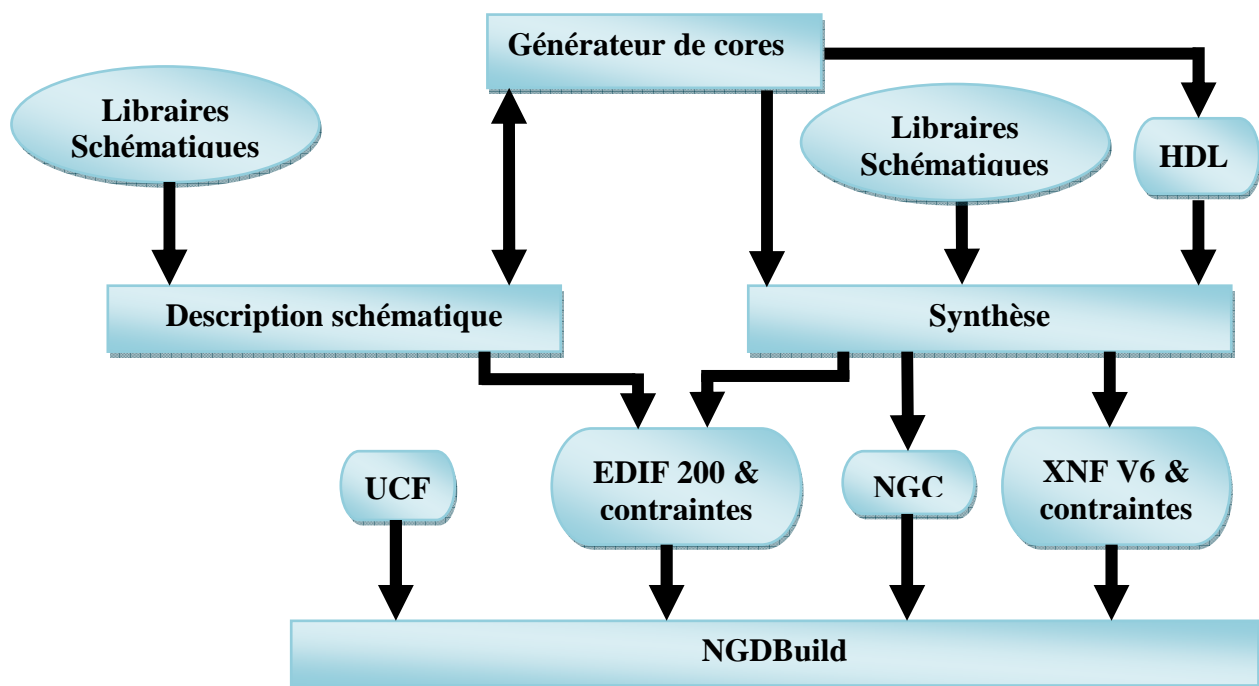 Générateur de cores
Libraires
Schématiques
Libraires
Schématiques
HDL
Description schématique
Synthèse
UCF
EDIF 200 &
contraintes
NGC
XNF V6 &
contraintes
NGDBuild